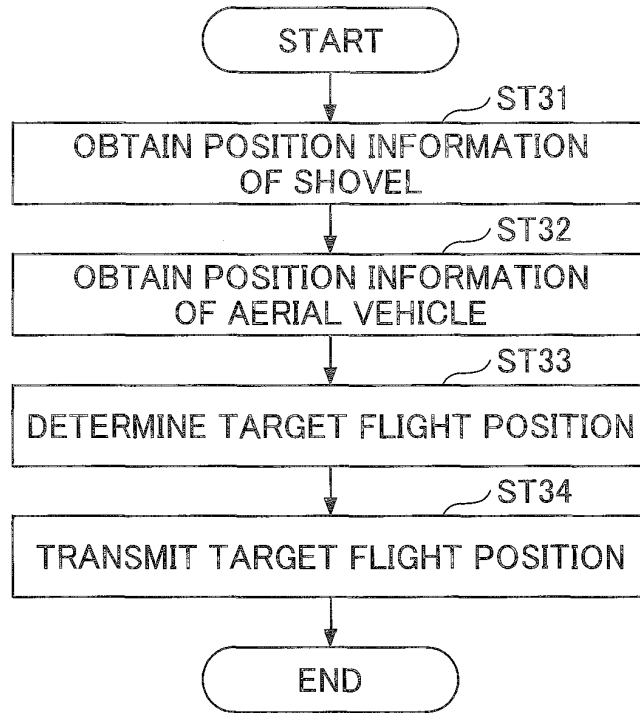 START
ST31
OBTAIN POSITION INFORMATION
OF SHOVEL
ST32
OBTAIN POSITION INFORMATION
OF AERIAL VEHICLE
ST33
DETERMINE TARGET FLIGHT POSITION
ST34
TRANSMIT TARGET FLIGHT POSITION
END